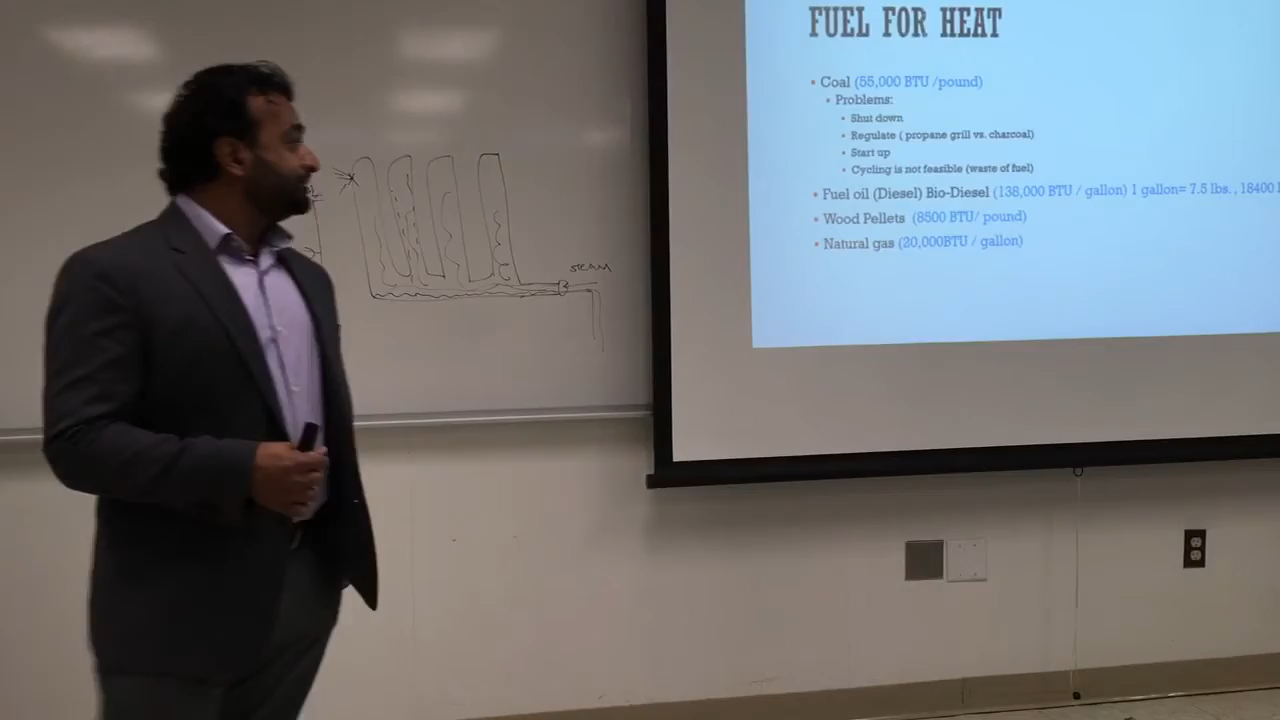 FUEL FOR HEAT
• Coal (55,000 BTU /pound)
• Problems:
• Shut down
• Regulate ( propane grill vs. charcoal)
• Start up
• Cycling is not feasible (waste of fuel)
• Fuel oil (Diesel) Bio-Diesel (138,000 BTU / gallon) 1 gallon= 7.5 lbs. , 18400
• Wood Pellets (8500 BTU/ pound)
• Natural gas (20,000BTU / gallon)
STEAM